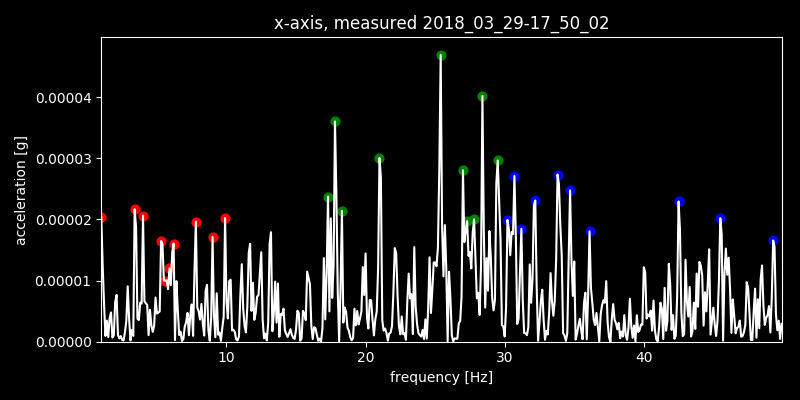 x-axis, measured 2018_03_29-17_50_02
acceleration [g]
0.00004
0.00003
0.00002
0.00001
0.00000
10 20 30 40
frequency [Hz]